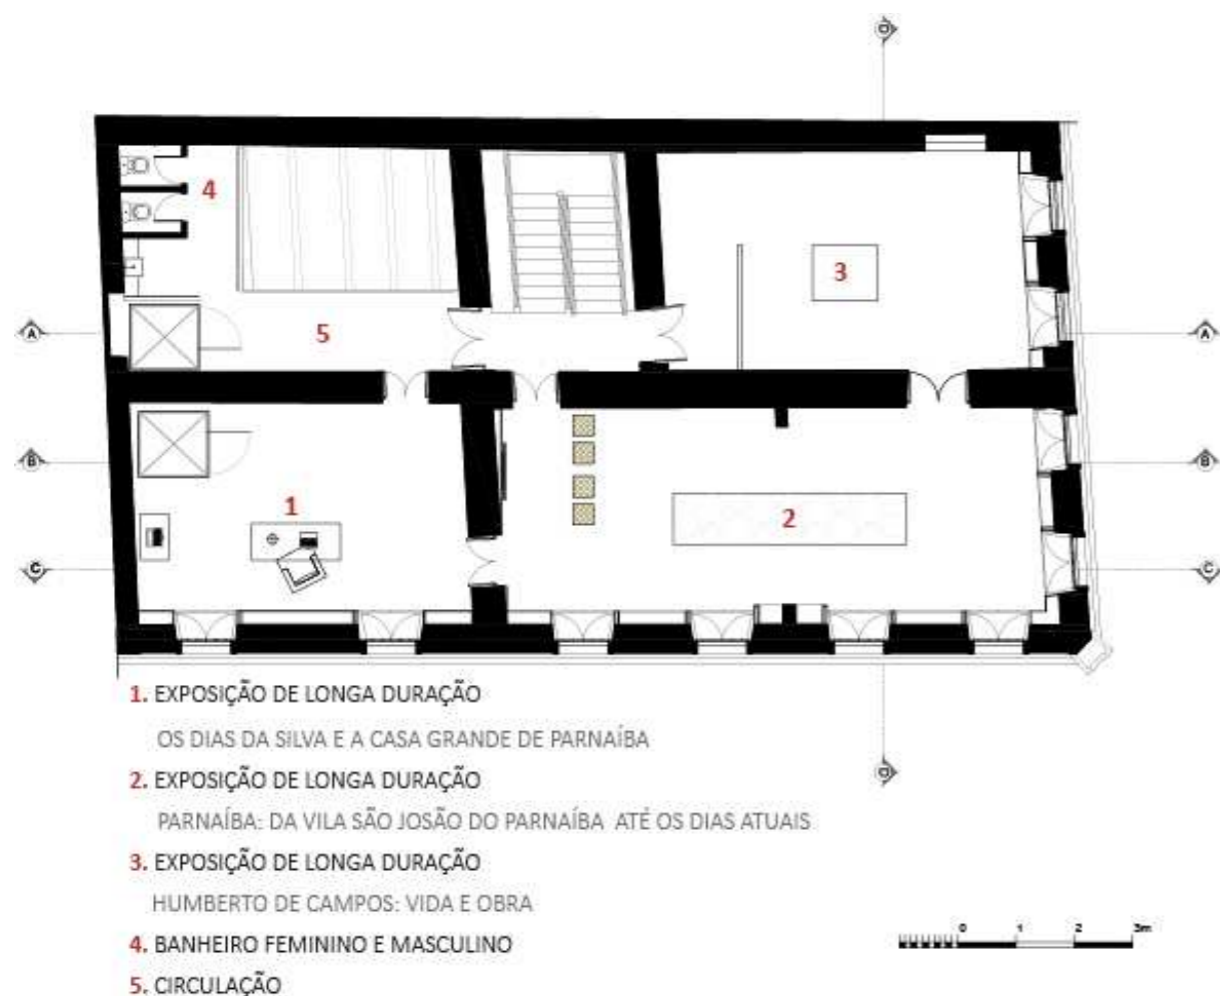 D
4
3
5
A
A
B
B
1
2
C
C
1. EXPOSIÇÃO DE LONGA DURAÇÃO
OS DIAS DA SILVA E A CASA GRANDE DE PARNAÍBA
D
2. EXPOSIÇÃO DE LONGA DURAÇÃO
PARNAÍBA: DA VILA SÃO JOSÃO DO PARNAÍBA ATÉ OS DIAS ATUAIS
3. EXPOSIÇÃO DE LONGA DURAÇÃO
HUMBERTO DE CAMPOS: VIDA E OBRA
0 1 2 3m
4. BANHEIRO FEMININO E MASCULINO
5. CIRCULAÇÃO